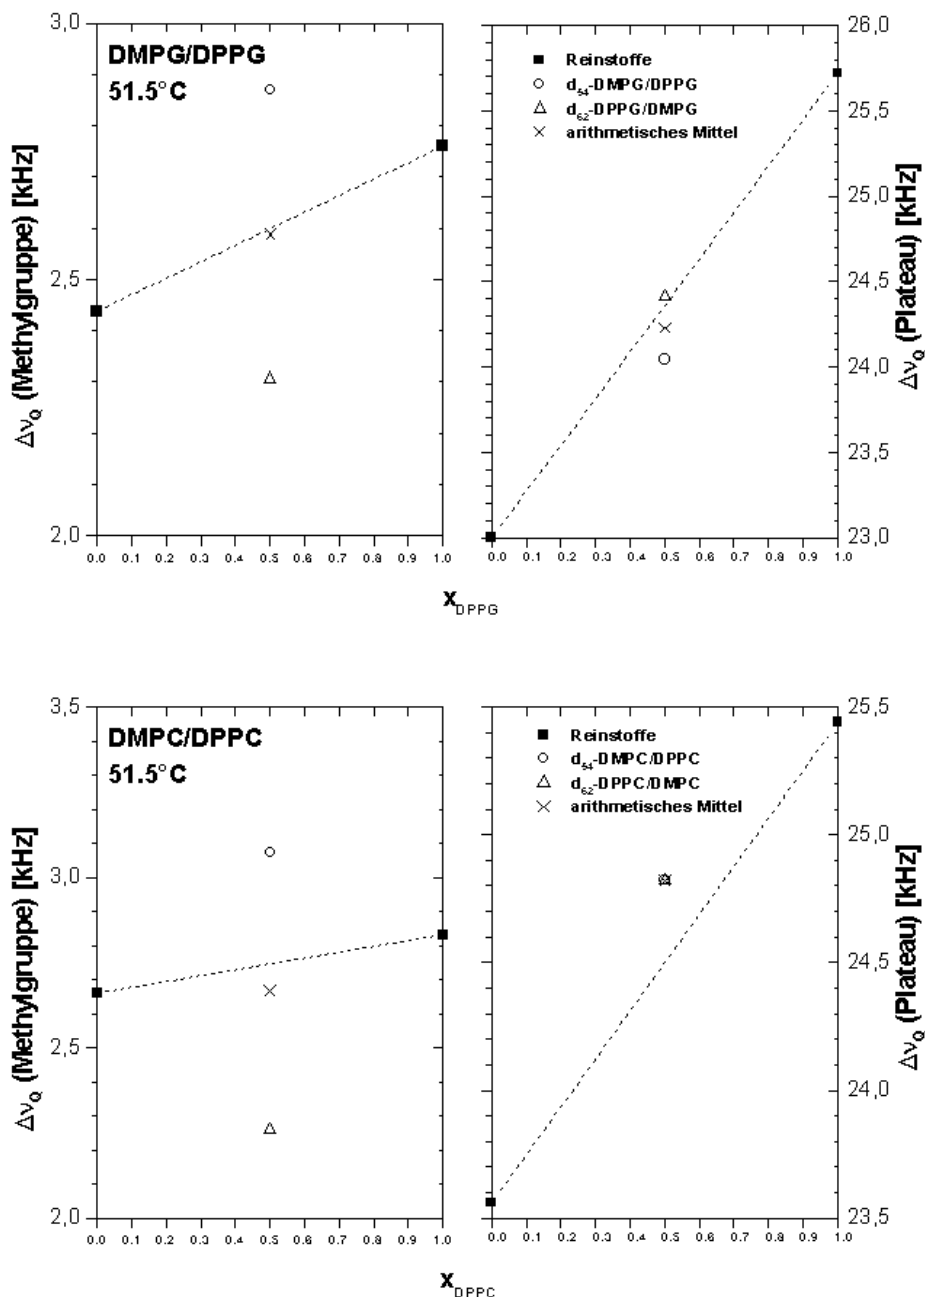 DMPG/DPPG
51.5°C
Δν_Q (Methylgruppe) [kHz]
3,0
2,5
2,0
0.0 0.1 0.2 0.3 0.4 0.5 0.6 0.7 0.8 0.9 1.0
Reinstoffe
d₅₄-DMPG/DPPG
d₆₂-DPPG/DMPG
arithmetisches Mittel
26,0
25,5
25,0
24,5
24,0
23,5
23,0
Δν_Q (Plateau) [kHz]
0.0 0.1 0.2 0.3 0.4 0.5 0.6 0.7 0.8 0.9 1.0
X_DPPG
DMPC/DPPC
51.5°C
Δν_Q (Methylgruppe) [kHz]
3,5
3,0
2,5
2,0
0.0 0.1 0.2 0.3 0.4 0.5 0.6 0.7 0.8 0.9 1.0
Reinstoffe
d₅₄-DMPC/DPPC
d₆₂-DPPC/DMPC
arithmetisches Mittel
25,5
25,0
24,5
24,0
23,5
Δν_Q (Plateau) [kHz]
0.0 0.1 0.2 0.3 0.4 0.5 0.6 0.7 0.8 0.9 1.0
X_DPPC